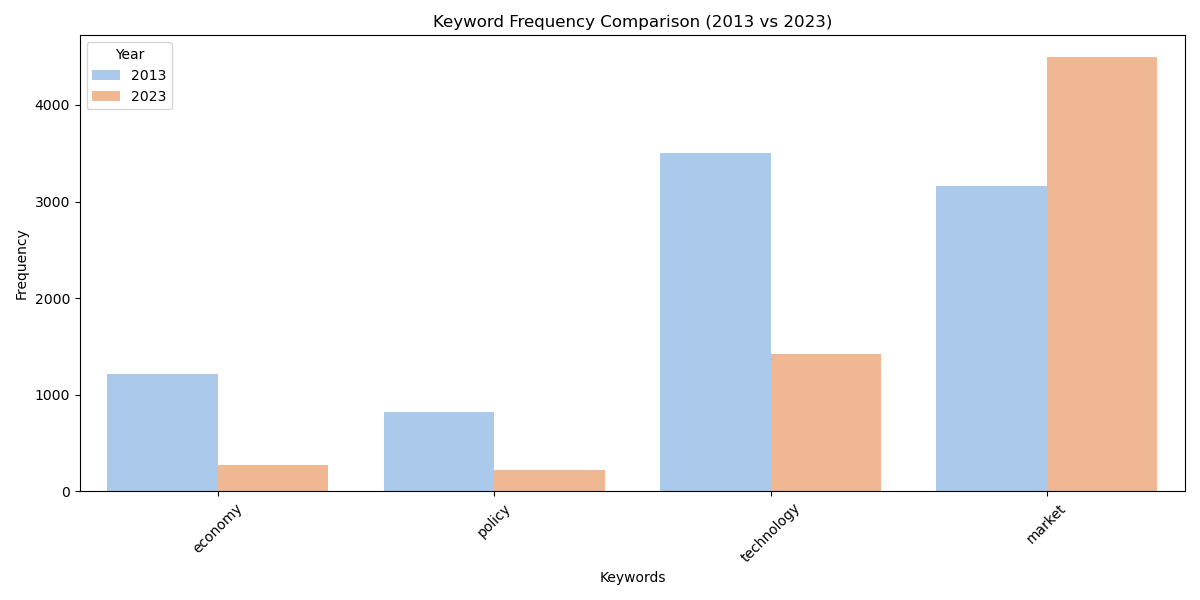 Keyword Frequency Comparison (2013 vs 2023)
Year
2013
2023
Frequency
4000
3000
2000
1000
0
economy
policy
technology
market
Keywords